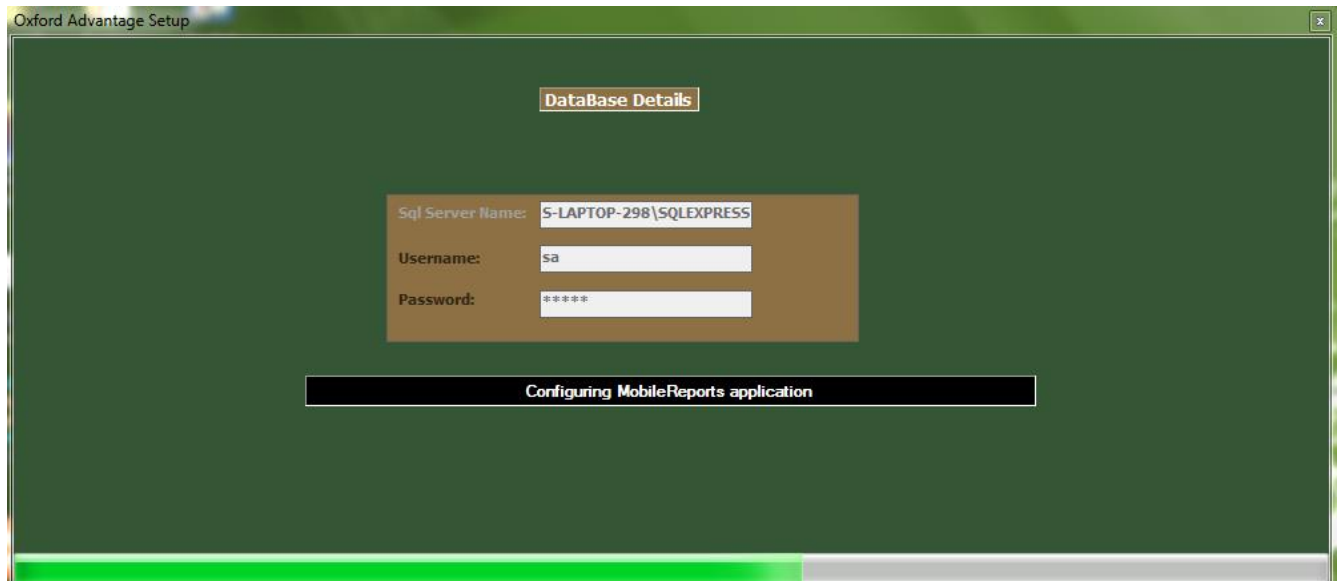 Oxford Advantage Setup
x
DataBase Details
Sql Server Name: S-LAPTOP-298\SQLEXPRESS
Username: sa
Password: *****
Configuring MobileReports application